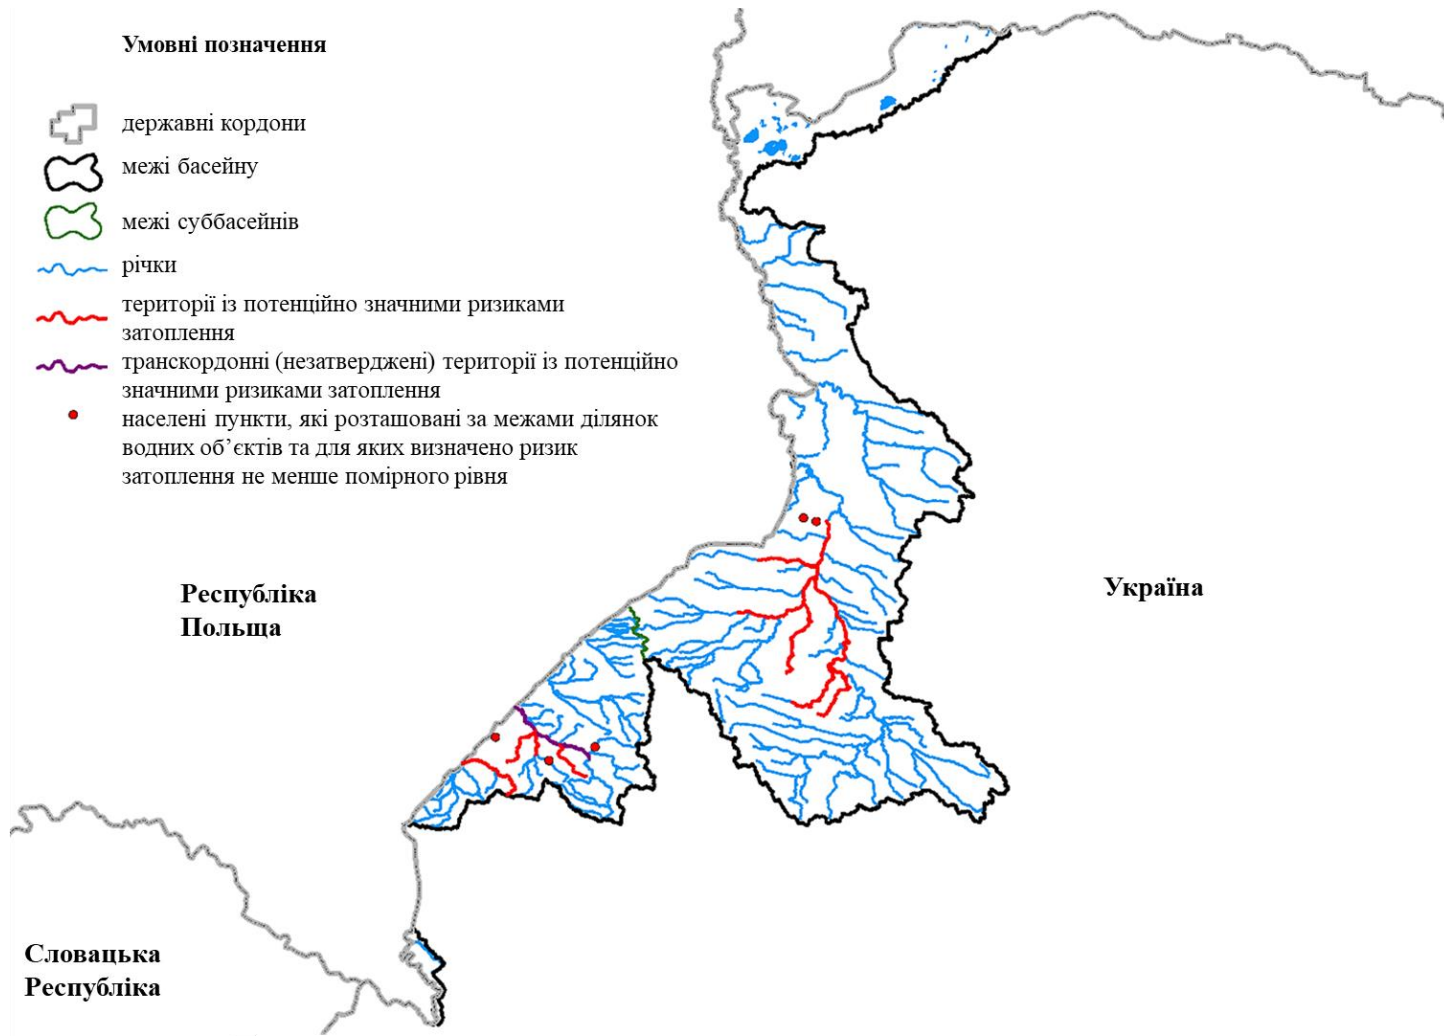 Умовні позначення
державні кордони
межі басейну
межі суббасейнів
річки
території із потенційно значними ризиками
затоплення
транскордонні (незатверджені) території із потенційно
значними ризиками затоплення
населені пункти, які розташовані за межами ділянок
водних об’єктів та для яких визначено ризик
затоплення не менше помірного рівня
Республіка
Польща
Україна
Словацька
Республіка